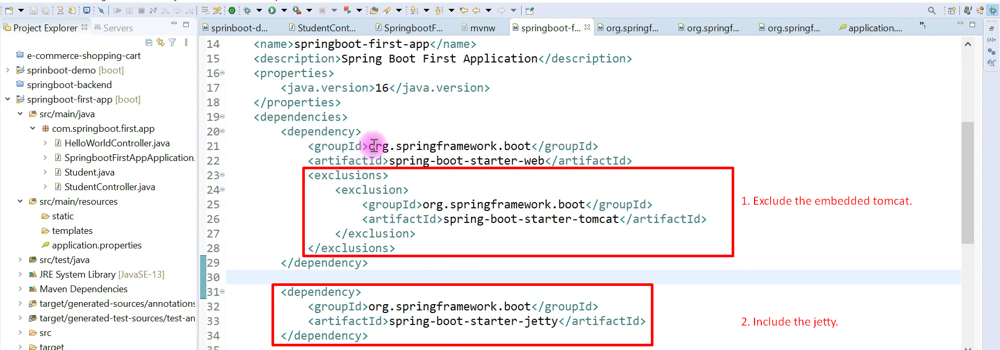 Project Explorer
Servers
sprinboot-d...
StudentCont...
SpringbootF...
mvnw
springboot-f...
org.springf...
org.springf...
org.springf...
application....
»1
e-commerce-shopping-cart
sprinboot-demo [boot]
springboot-backend
springboot-first-app [boot]
src/main/java
com.springboot.first.app
HelloWorldController.java
SpringbootFirstAppApplication.
Student.java
StudentController.java
src/main/resources
static
templates
application.properties
src/test/java
JRE System Library [JavaSE-13]
Maven Dependencies
target/generated-sources/annotations
target/generated-test-sources/test-an
src
target
14 <name>springboot-first-app</name>
15 <description>Spring Boot First Application</description>
16 <properties>
17 <java.version>16</java.version>
18 </properties>
19 <dependencies>
20 <dependency>
21 <groupId>org.springframework.boot</groupId>
22 <artifactId>spring-boot-starter-web</artifactId>
23 <exclusions>
24 <exclusion>
25 <groupId>org.springframework.boot</groupId>
26 <artifactId>spring-boot-starter-tomcat</artifactId>
27 </exclusion>
28 </exclusions>
29 </dependency>
30
31 <dependency>
32 <groupId>org.springframework.boot</groupId>
33 <artifactId>spring-boot-starter-jetty</artifactId>
34 </dependency>
35
1. Exclude the embedded tomcat.
2. Include the jetty.